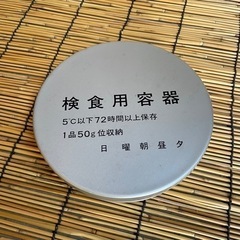 検食用容器
5℃以下72時間以上保存
1品50g位収納
日 曜 朝 昼 夕